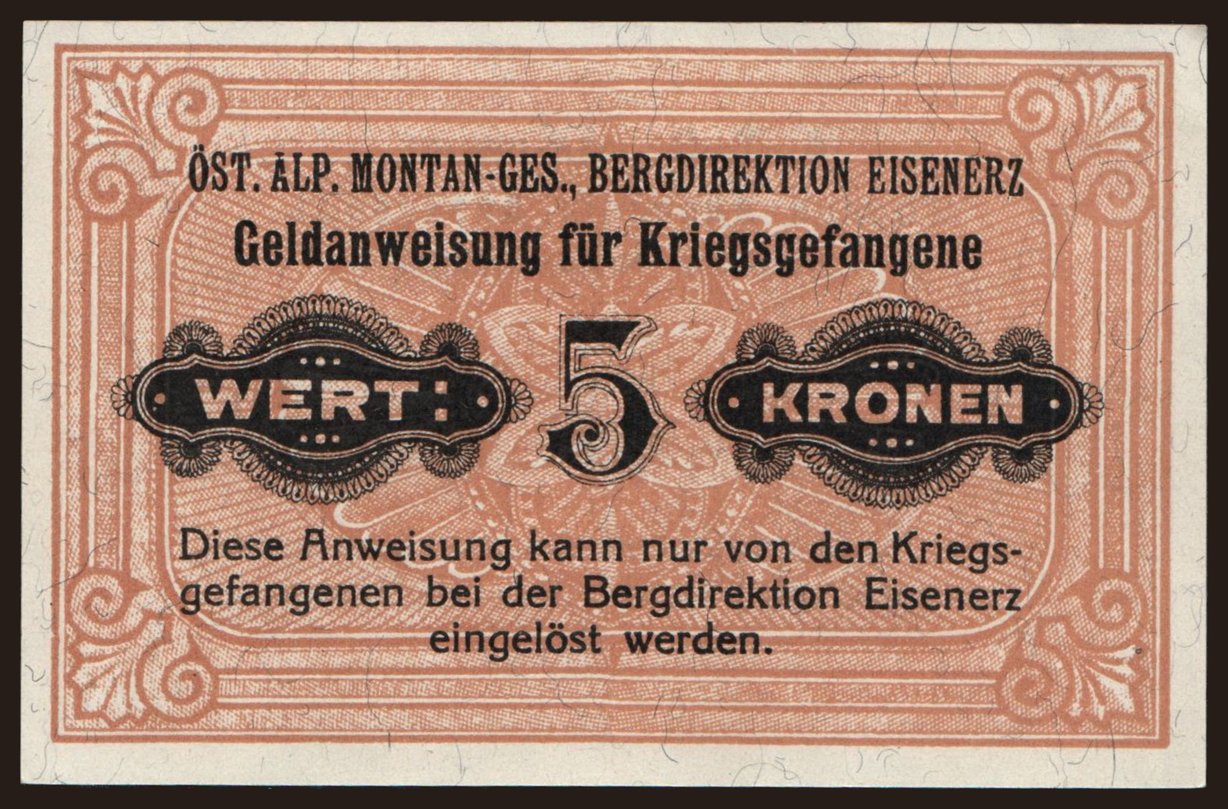 ÖST. ALP. MONTAN-GES., BERGDIREKTION EISENERZ
Geldanweisung für Kriegsgefangene
WERT: 5 KRONEN
Diese Anweisung kann nur von den Kriegs-
gefangenen bei der Bergdirektion Eisenerz
eingelöst werden.